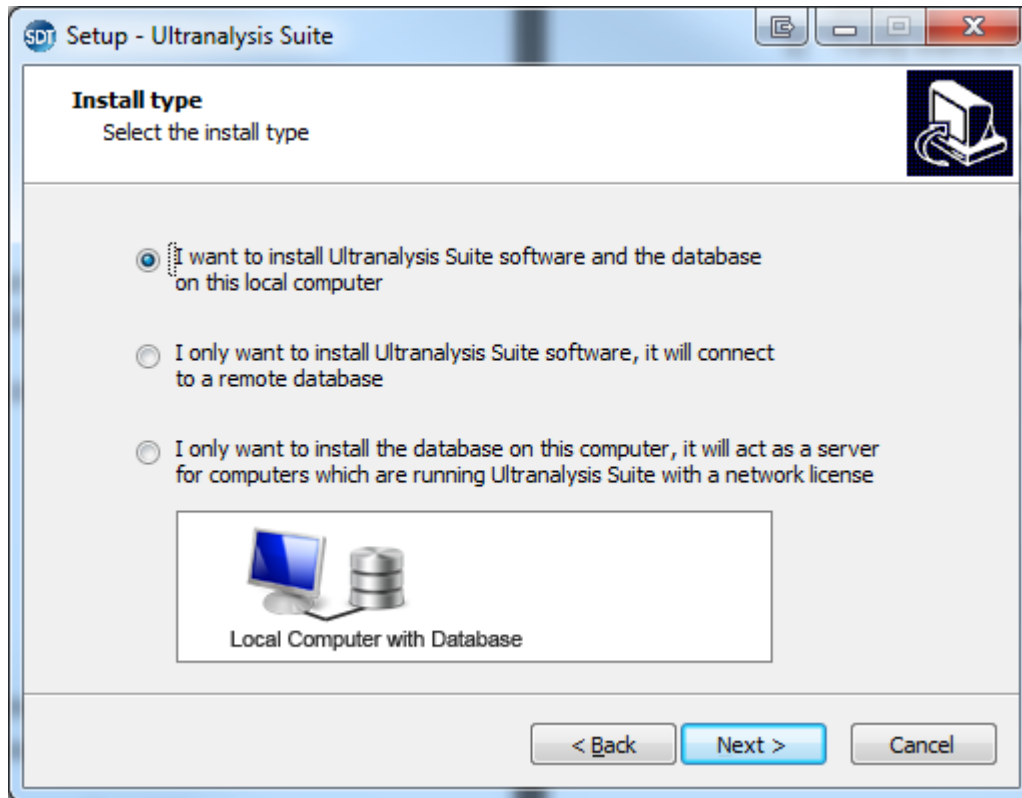 SDT Setup - Ultranalysis Suite
Install type
Select the install type
I want to install Ultranalysis Suite software and the database
on this local computer
I only want to install Ultranalysis Suite software, it will connect
to a remote database
I only want to install the database on this computer, it will act as a server
for computers which are running Ultranalysis Suite with a network license
Local Computer with Database
< Back Next > Cancel